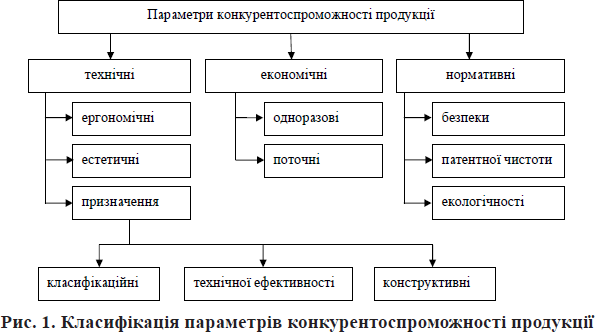 Параметри конкурентоспроможності продукції
технічні
економічні
нормативні
ергономічні
одноразові
безпеки
естетичні
поточні
патентної чистоти
призначення
екологічності
класифікаційні
технічної ефективності
конструктивні
Рис. 1. Класифікація параметрів конкурентоспроможності продукції